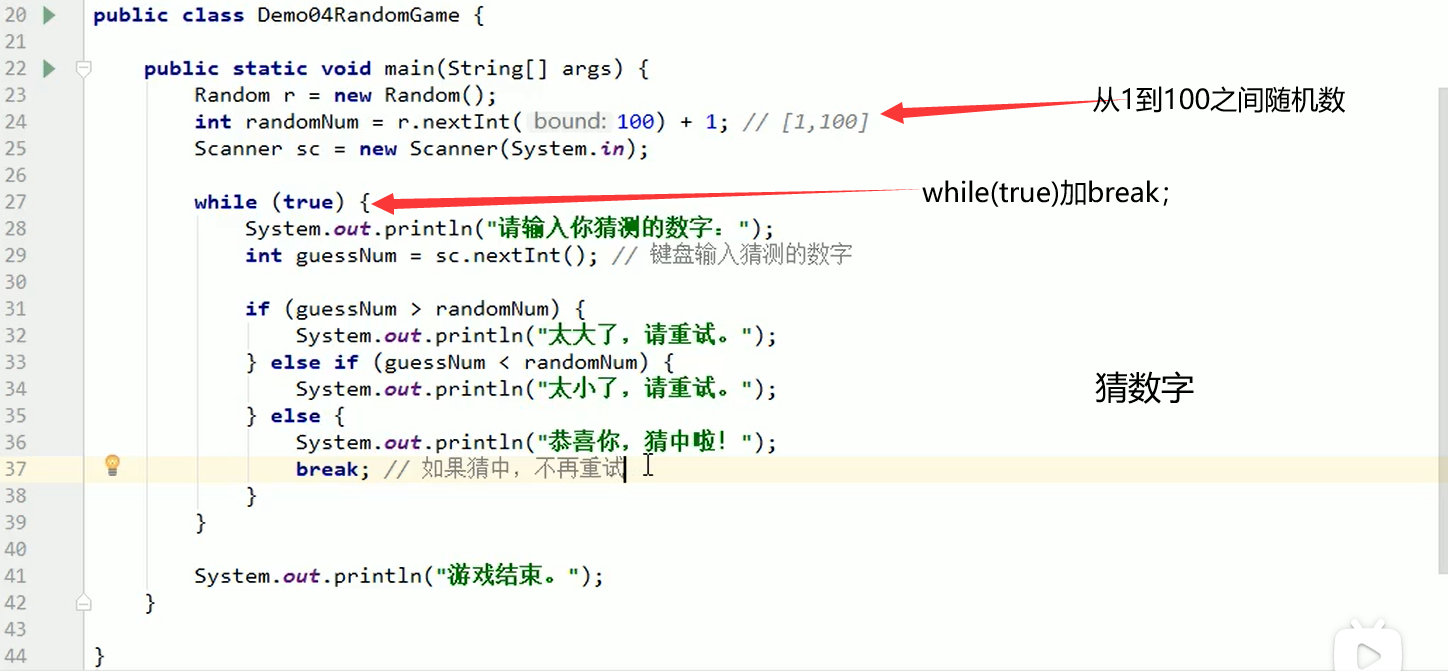 20 public class Demo04RandomGame {
21
22 public static void main(String[] args) {
23 Random r = new Random();
24 int randomNum = r.nextInt( bound: 100) + 1; // [1,100]
从1到100之间随机数
25 Scanner sc = new Scanner(System.in);
26
27 while (true) {
while(true)加break；
28 System.out.println("请输入你猜测的数字：");
29 int guessNum = sc.nextInt(); // 键盘输入猜测的数字
30
31 if (guessNum > randomNum) {
32 System.out.println("太大了，请重试。");
33 } else if (guessNum < randomNum) {
34 System.out.println("太小了，请重试。");
猜数字
35 } else {
36 System.out.println("恭喜你，猜中啦！");
37 break; // 如果猜中，不再重试
38 }
39 }
40
41 System.out.println("游戏结束。");
42 }
43
44 }